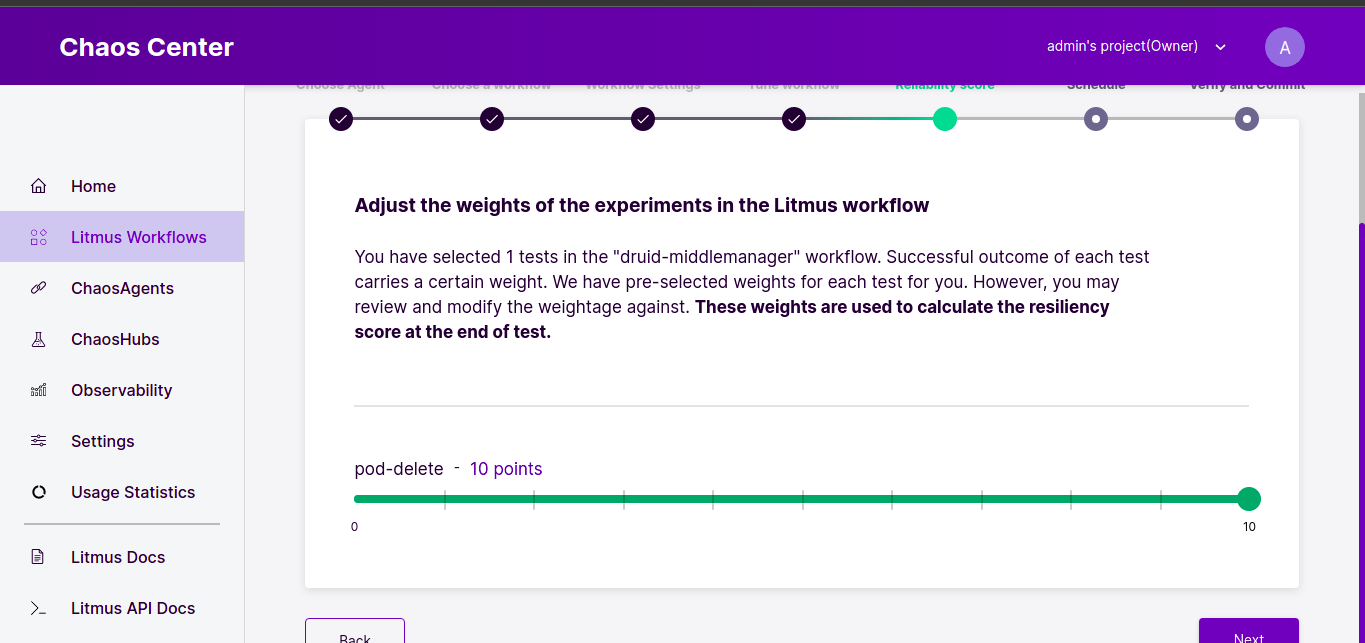 Chaos Center
admin's project(Owner)
A
Choose Agent
Choose a workflow
Workflow Settings
Tune workflow
Reliability score
Schedule
Verify and Commit
Home
Litmus Workflows
ChaosAgents
ChaosHubs
Observability
Settings
Usage Statistics
Litmus Docs
Litmus API Docs
Adjust the weights of the experiments in the Litmus workflow
You have selected 1 tests in the "druid-middlemanager" workflow. Successful outcome of each test
carries a certain weight. We have pre-selected weights for each test for you. However, you may
review and modify the weightage against. These weights are used to calculate the resiliency
score at the end of test.
pod-delete - 10 points
0
10
Back
Next